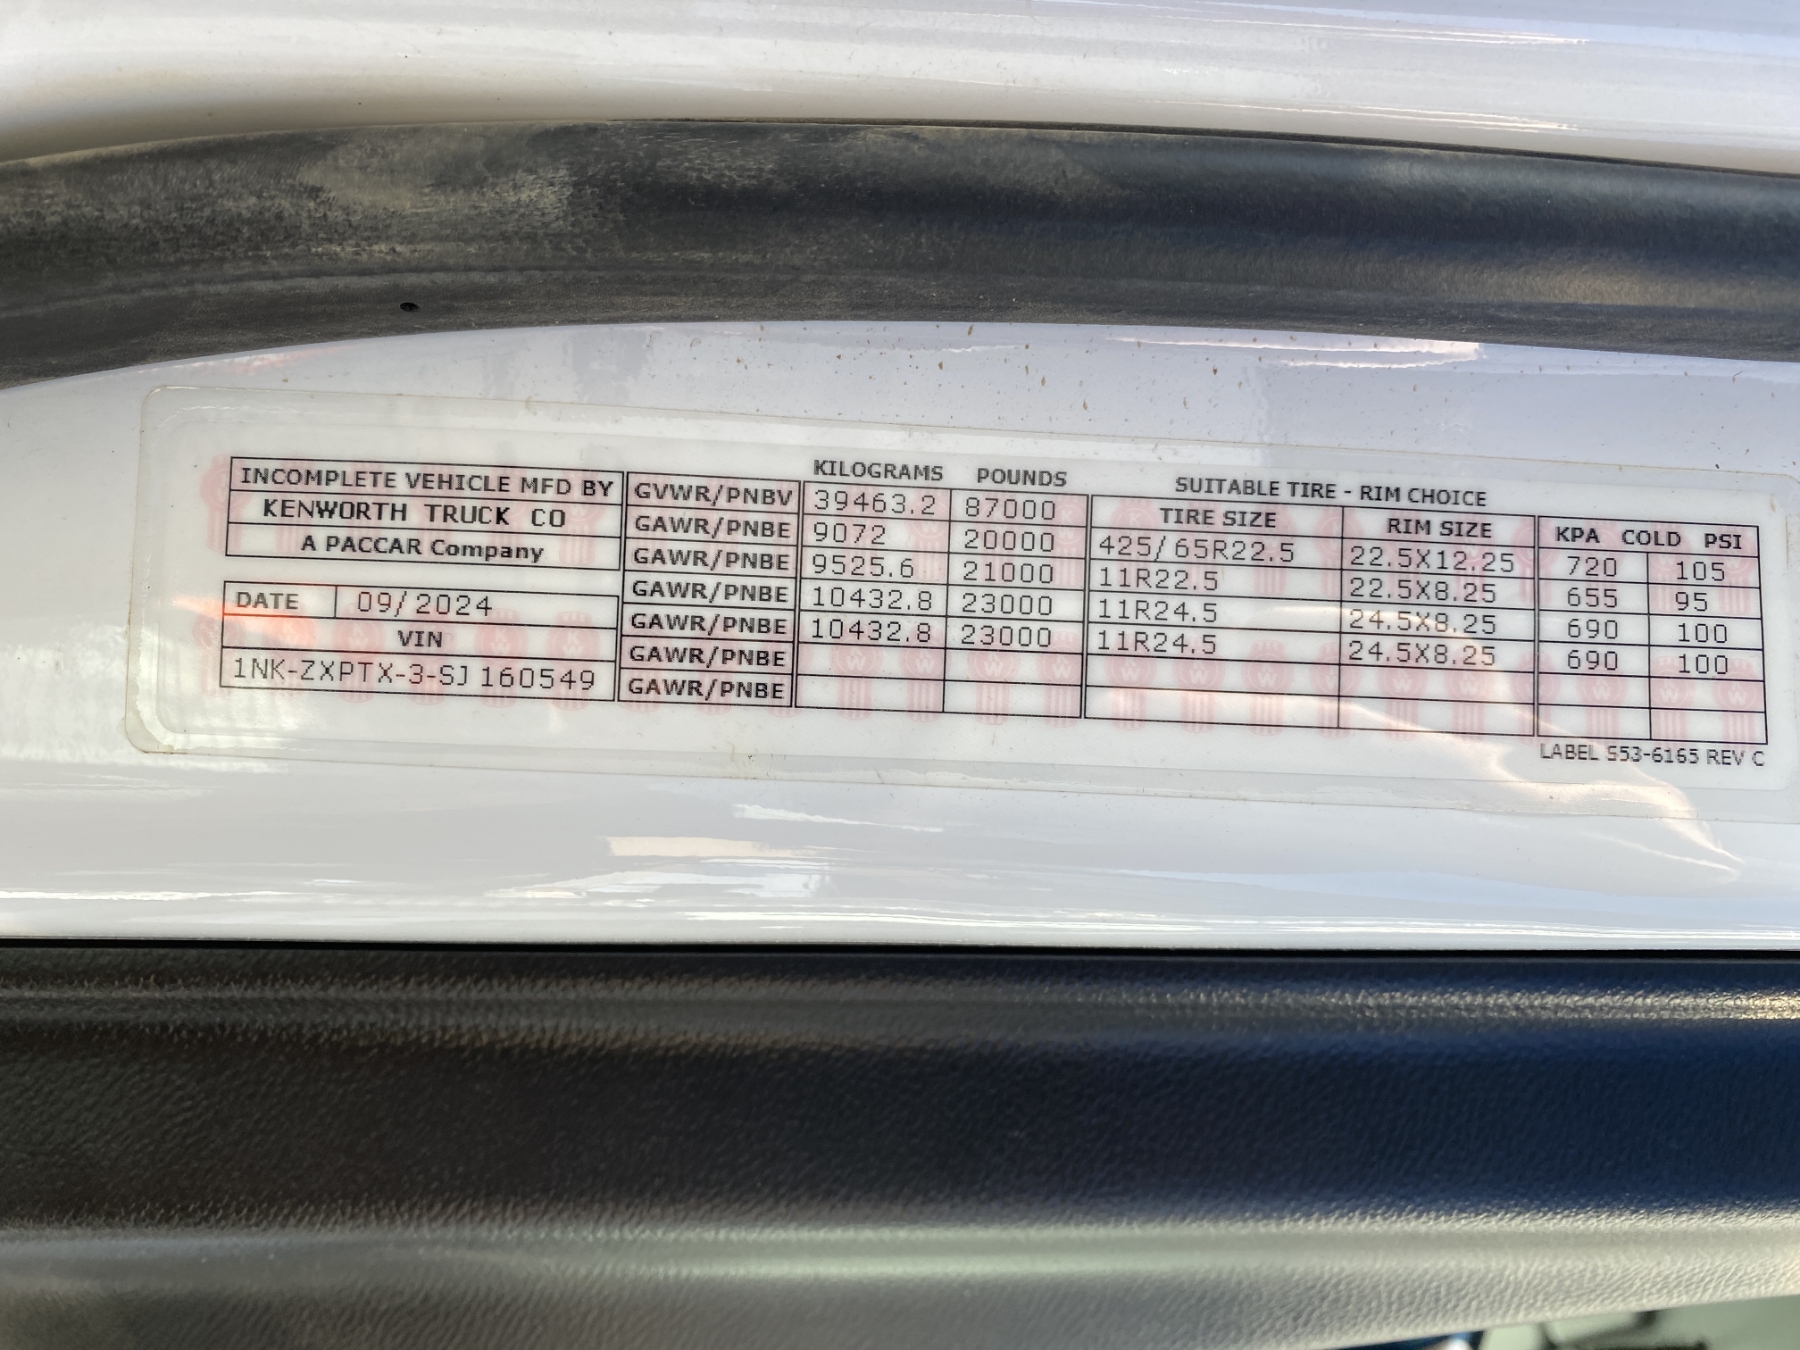 INCOMPLETE VEHICLE MFD BY
KENWORTH TRUCK CO
A PACCAR Company
DATE 09/2024
VIN
1NK-ZXPTX-3-SJ160549
KILOGRAMS POUNDS
GVWR/PNBV 39463.2 87000
GAWR/PNBE 9072 20000
GAWR/PNBE 9525.6 21000
GAWR/PNBE 10432.8 23000
GAWR/PNBE 10432.8 23000
GAWR/PNBE
GAWR/PNBE
SUITABLE TIRE - RIM CHOICE
TIRE SIZE RIM SIZE KPA COLD PSI
425/65R22.5 22.5X12.25 720 105
11R22.5 22.5X8.25 655 95
11R24.5 24.5X8.25 690 100
11R24.5 24.5X8.25 690 100
LABEL S53-6165 REV C